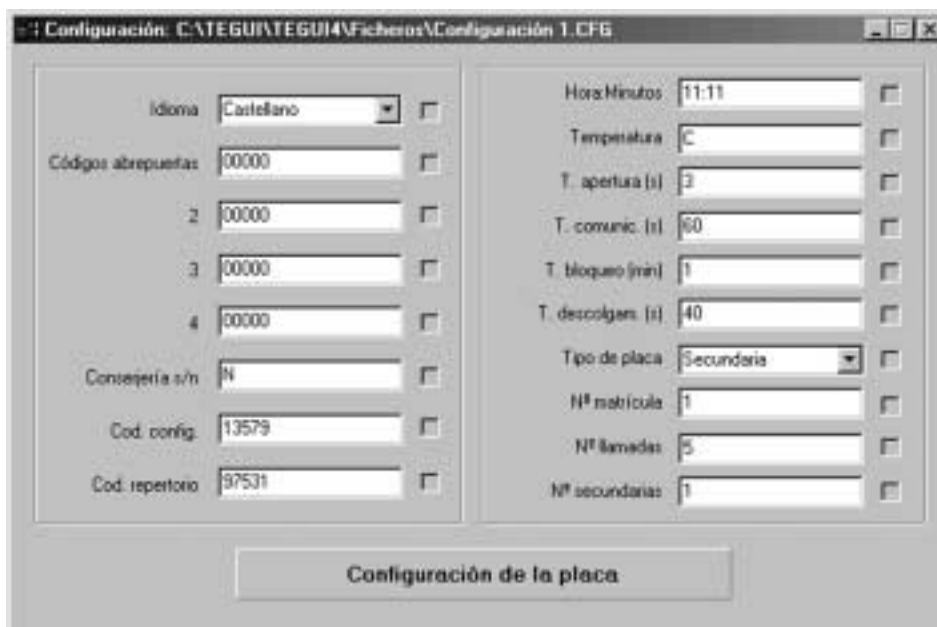 Configuración: C:\TEGUI\TEGUI4\Ficheros\Configuración 1.CFG
Idioma Castellano
Códigos abrepuertas 00000
2 00000
3 00000
4 00000
Conserjería s/n N
Cod. config. 13579
Cod. repertorio 97531
Hora:Minutos 11:11
Temperatura C
T. apertura (s) 3
T. comunic. (s) 60
T. bloqueo (min) 1
T. descolgam. (s) 40
Tipo de placa Secundaria
Nº matrícula 1
Nº llamadas 5
Nº secundarias 1
Configuración de la placa